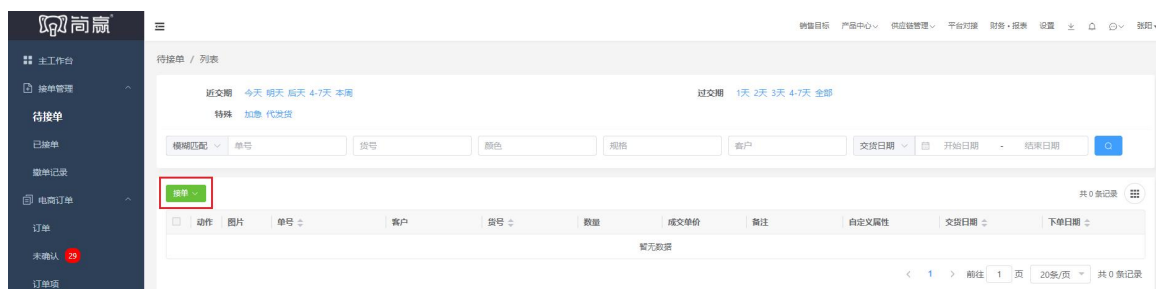 简赢
销售目标 产品中心 供应链管理 平台对接 财务·报表 设置 张阳
主工作台
待接单 / 列表
接单管理
近交期 今天 明天 后天 4-7天 本周
过交期 1天 2天 3天 4-7天 全部
待接单
特殊 加急 代发货
已接单
模糊匹配 单号 货号 颜色 规格 客户 交货日期 开始日期 - 结束日期
撤单记录
接单
共 0 条记录
电商订单
动作 图片 单号 客户 货号 数量 成交单价 备注 自定义属性 交货日期 下单日期
订单
暂无数据
未确认 29
1 前往 1 页 20条/页 共 0 条记录
订单项